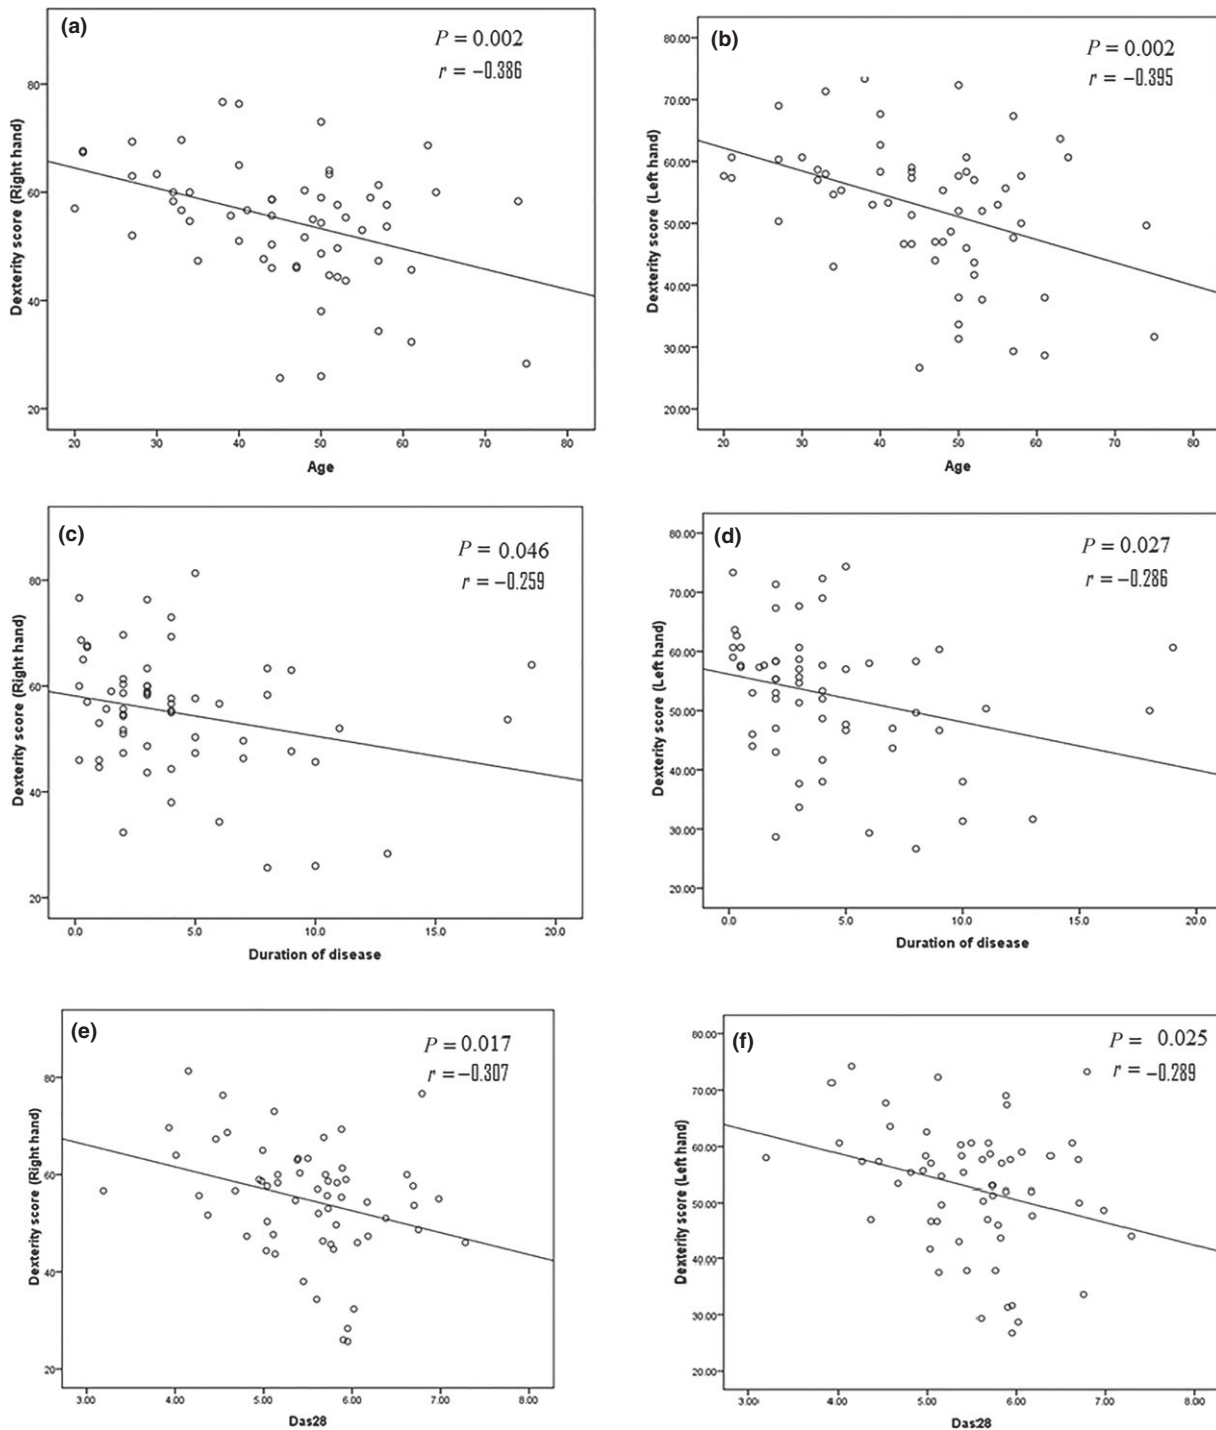 (a)
P = 0.002
r = −0.386
80
60
40
20
Dexterity score (Right hand)
20 30 40 50 60 70 80
Age
(b)
P = 0.002
r = −0.395
80.00
70.00
60.00
50.00
40.00
30.00
20.00
Dexterity score (Left hand)
20 30 40 50 60 70 80
Age
(c)
P = 0.046
r = −0.259
80
60
40
20
Dexterity score (Right hand)
0.0 5.0 10.0 15.0 20.0
Duration of disease
(d)
P = 0.027
r = −0.286
80.00
70.00
60.00
50.00
40.00
30.00
20.00
Dexterity score (Left hand)
0.0 5.0 10.0 15.0 20.0
Duration of disease
(e)
P = 0.017
r = −0.307
80
60
40
20
Dexterity score (Right hand)
3.00 4.00 5.00 6.00 7.00 8.00
Das28
(f)
P = 0.025
r = −0.289
80.00
70.00
60.00
50.00
40.00
30.00
20.00
Dexterity score (Left hand)
3.00 4.00 5.00 6.00 7.00 8.00
Das28